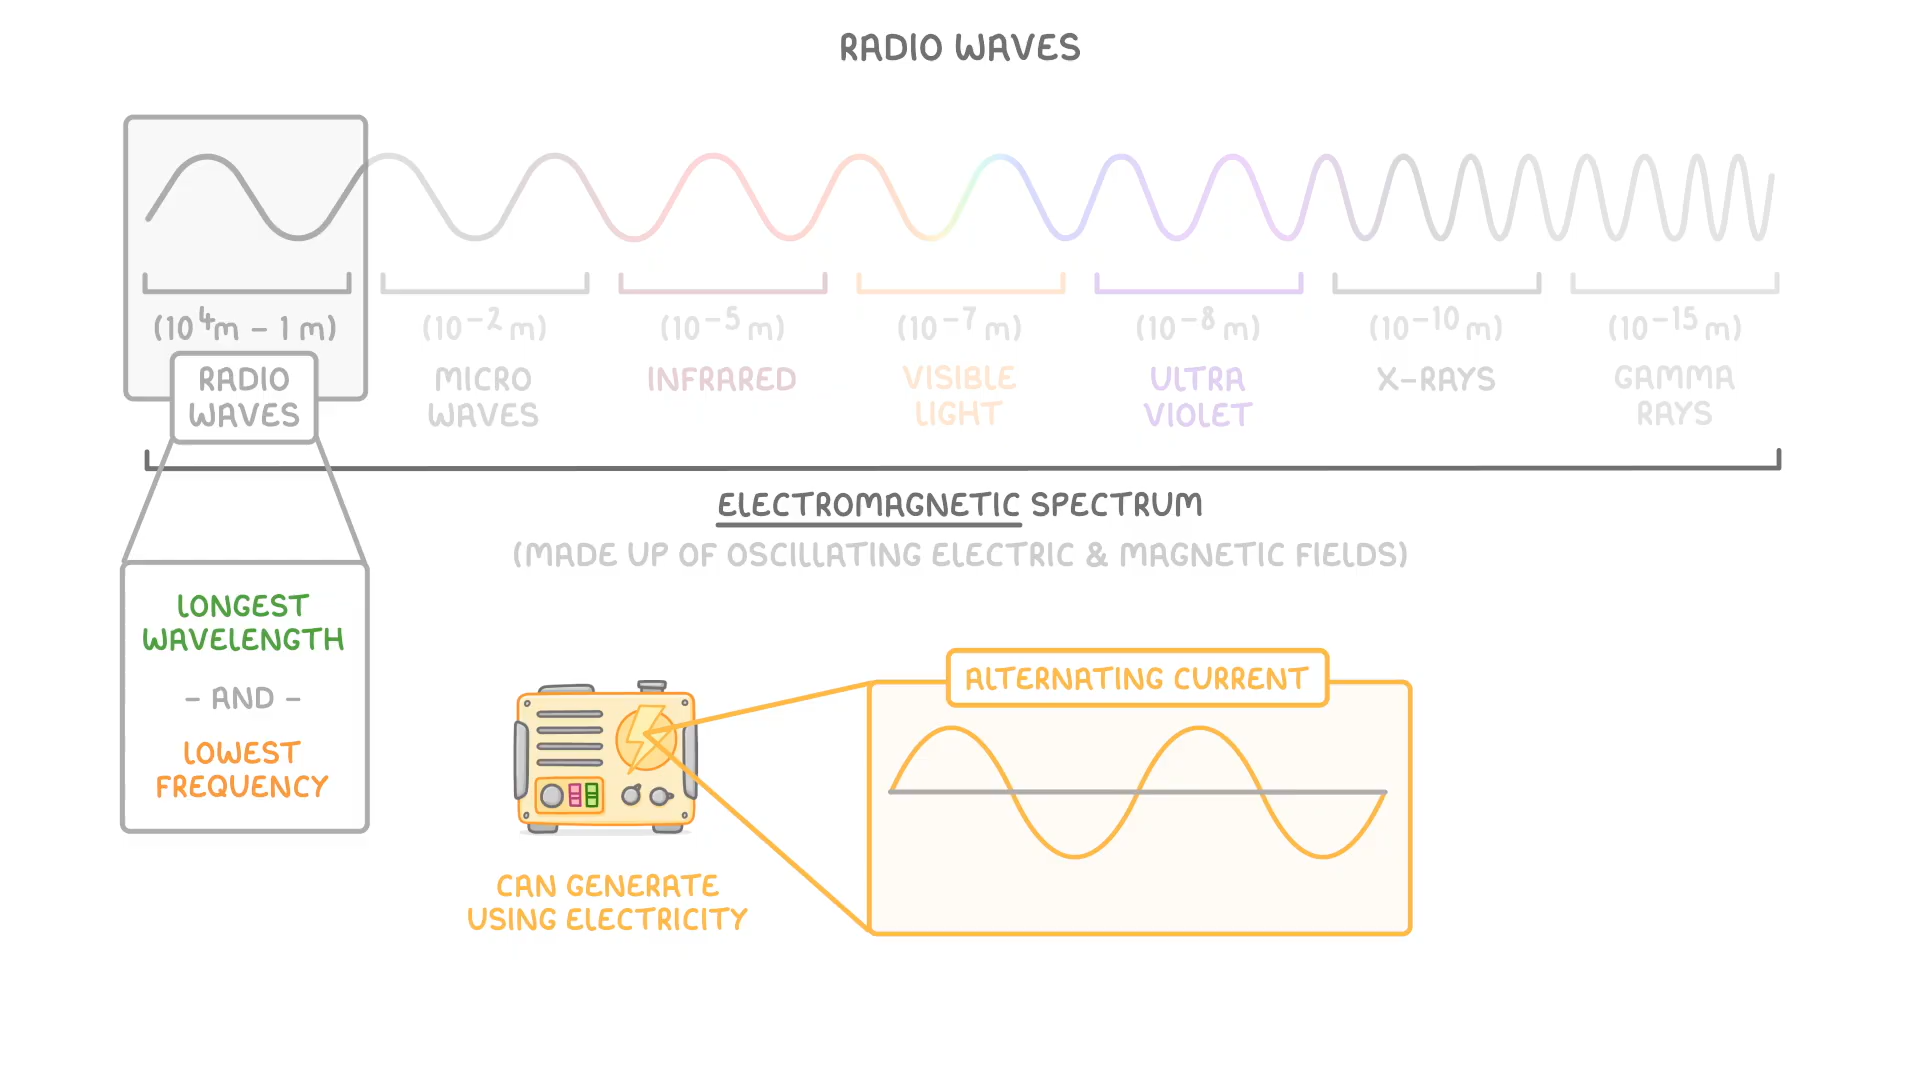 RADIO WAVES
(10⁴m – 1 m)
(10⁻² m)
(10⁻⁵ m)
(10⁻⁷ m)
(10⁻⁸ m)
(10⁻¹⁰ m)
(10⁻¹⁵ m)
RADIO
WAVES
MICRO
WAVES
INFRARED
VISIBLE
LIGHT
ULTRA
VIOLET
X-RAYS
GAMMA
RAYS
ELECTROMAGNETIC SPECTRUM
(MADE UP OF OSCILLATING ELECTRIC & MAGNETIC FIELDS)
LONGEST
WAVELENGTH
- AND -
LOWEST
FREQUENCY
ALTERNATING CURRENT
CAN GENERATE
USING ELECTRICITY